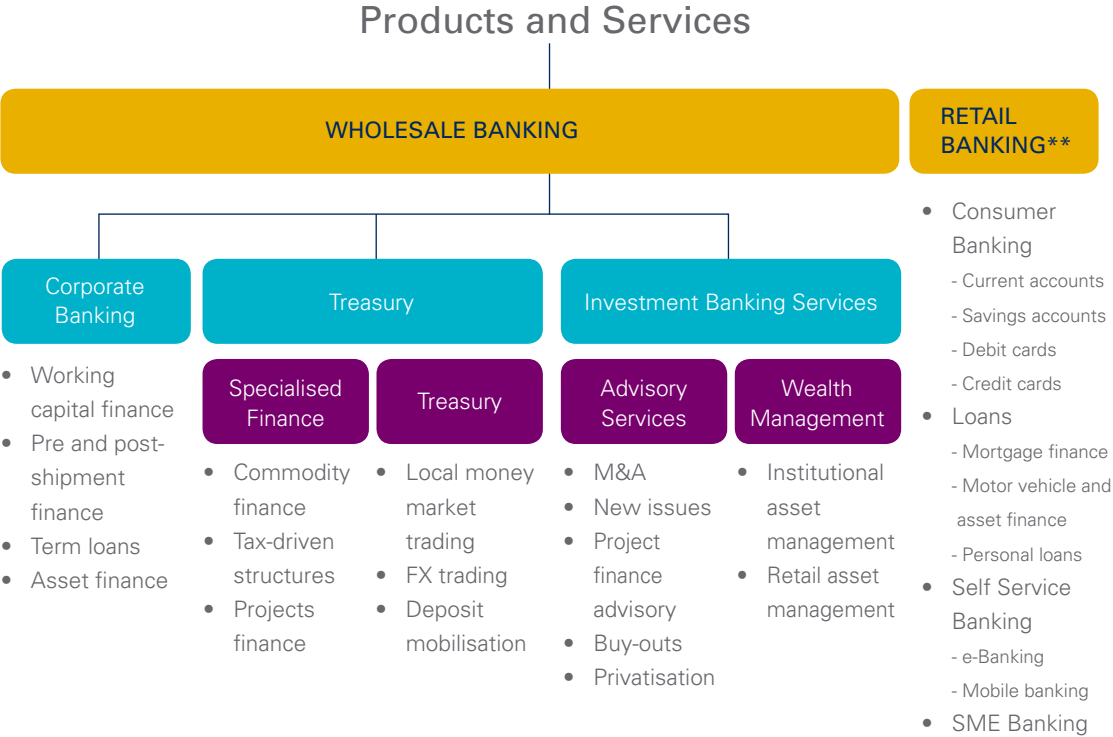 Products and Services
WHOLESALE BANKING
RETAIL
BANKING**
Corporate
Banking
• Working
capital finance
• Pre and post-
shipment
finance
• Term loans
• Asset finance
Treasury
Specialised
Finance
• Commodity
finance
• Tax-driven
structures
• Projects
finance
Treasury
• Local money
market
trading
• FX trading
• Deposit
mobilisation
Investment Banking Services
Advisory
Services
• M&A
• New issues
• Project
finance
advisory
• Buy-outs
• Privatisation
Wealth
Management
• Institutional
asset
management
• Retail asset
management
• Consumer
Banking
- Current accounts
- Savings accounts
- Debit cards
- Credit cards
• Loans
- Mortgage finance
- Motor vehicle and
asset finance
- Personal loans
• Self Service
Banking
- e-Banking
- Mobile banking
• SME Banking